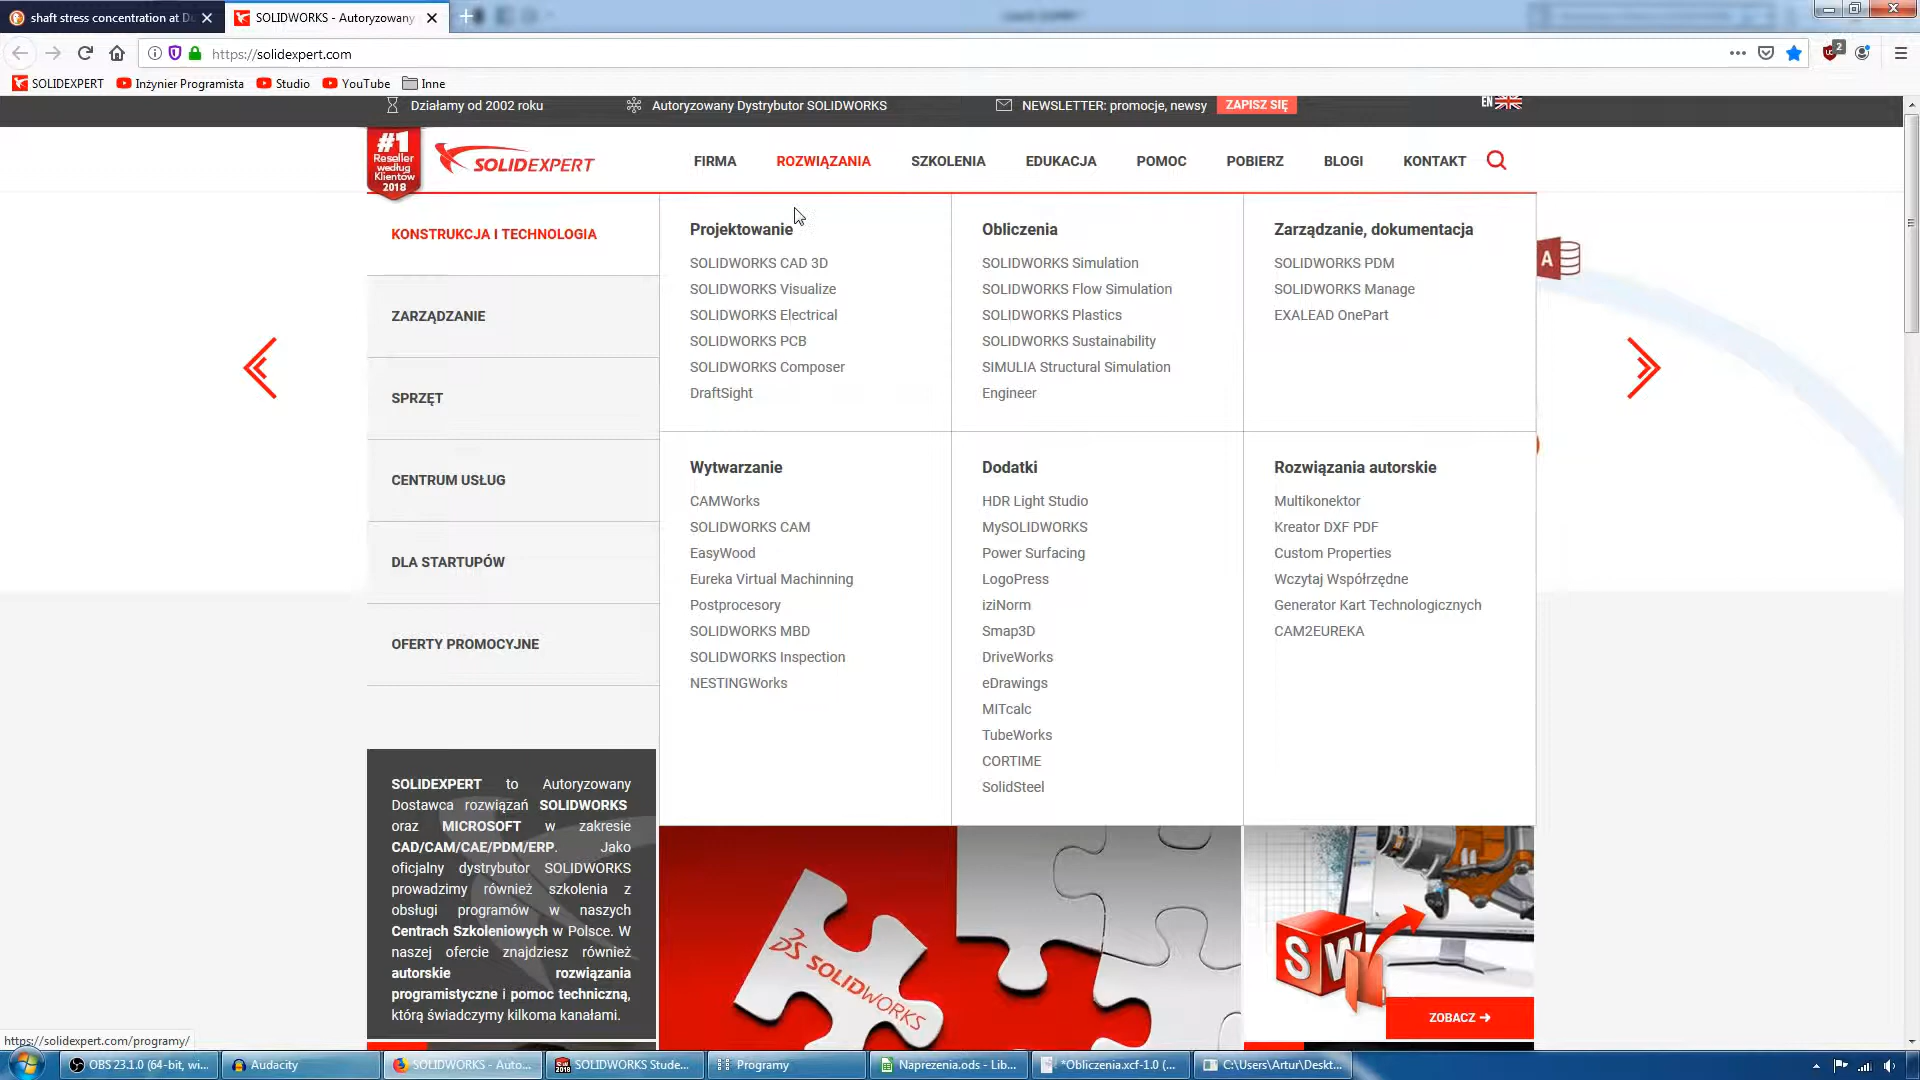 shaft stress concentration at Du
SOLIDWORKS - Autoryzowany
https://solidexpert.com
2
SOLIDEXPERT
Inżynier Programista
Studio
YouTube
Inne
Działamy od 2002 roku
Autoryzowany Dystrybutor SOLIDWORKS
NEWSLETTER: promocje, newsy
ZAPISZ SIĘ
EN
#1
Reseller
według
Klientów
2018
SOLIDEXPERT
FIRMA
ROZWIĄZANIA
SZKOLENIA
EDUKACJA
POMOC
POBIERZ
BLOGI
KONTAKT
KONSTRUKCJA I TECHNOLOGIA
ZARZĄDZANIE
SPRZĘT
CENTRUM USŁUG
DLA STARTUPÓW
OFERTY PROMOCYJNE
Projektowanie
SOLIDWORKS CAD 3D
SOLIDWORKS Visualize
SOLIDWORKS Electrical
SOLIDWORKS PCB
SOLIDWORKS Composer
DraftSight
Obliczenia
SOLIDWORKS Simulation
SOLIDWORKS Flow Simulation
SOLIDWORKS Plastics
SOLIDWORKS Sustainability
SIMULIA Structural Simulation
Engineer
Zarządzanie, dokumentacja
SOLIDWORKS PDM
SOLIDWORKS Manage
EXALEAD OnePart
A
Wytwarzanie
CAMWorks
SOLIDWORKS CAM
EasyWood
Eureka Virtual Machinning
Postprocesory
SOLIDWORKS MBD
SOLIDWORKS Inspection
NESTINGWorks
Dodatki
HDR Light Studio
MySOLIDWORKS
Power Surfacing
LogoPress
iziNorm
Smap3D
DriveWorks
eDrawings
MITcalc
TubeWorks
CORTIME
SolidSteel
Rozwiązania autorskie
Multikonektor
Kreator DXF PDF
Custom Properties
Wczytaj Współrzędne
Generator Kart Technologicznych
CAM2EUREKA
SOLIDEXPERT to Autoryzowany
Dostawca rozwiązań SOLIDWORKS
oraz MICROSOFT w zakresie
CAD/CAM/CAE/PDM/ERP. Jako
oficjalny dystrybutor SOLIDWORKS
prowadzimy również szkolenia z
obsługi programów w naszych
Centrach Szkoleniowych w Polsce. W
naszej ofercie znajdziesz również
autorskie rozwiązania
programistyczne i pomoc techniczną,
którą świadczymy kilkoma kanałami.
SOLIDWORKS
SW
ZOBACZ
https://solidexpert.com/programy/
OBS 23.1.0 (64-bit, wi...
Audacity
SOLIDWORKS - Auto...
SOLIDWORKS Stude...
Programy
Naprezenia.ods - Lib...
*Obliczenia.xcf-1.0 (...
C:\Users\Artur\Deskt...